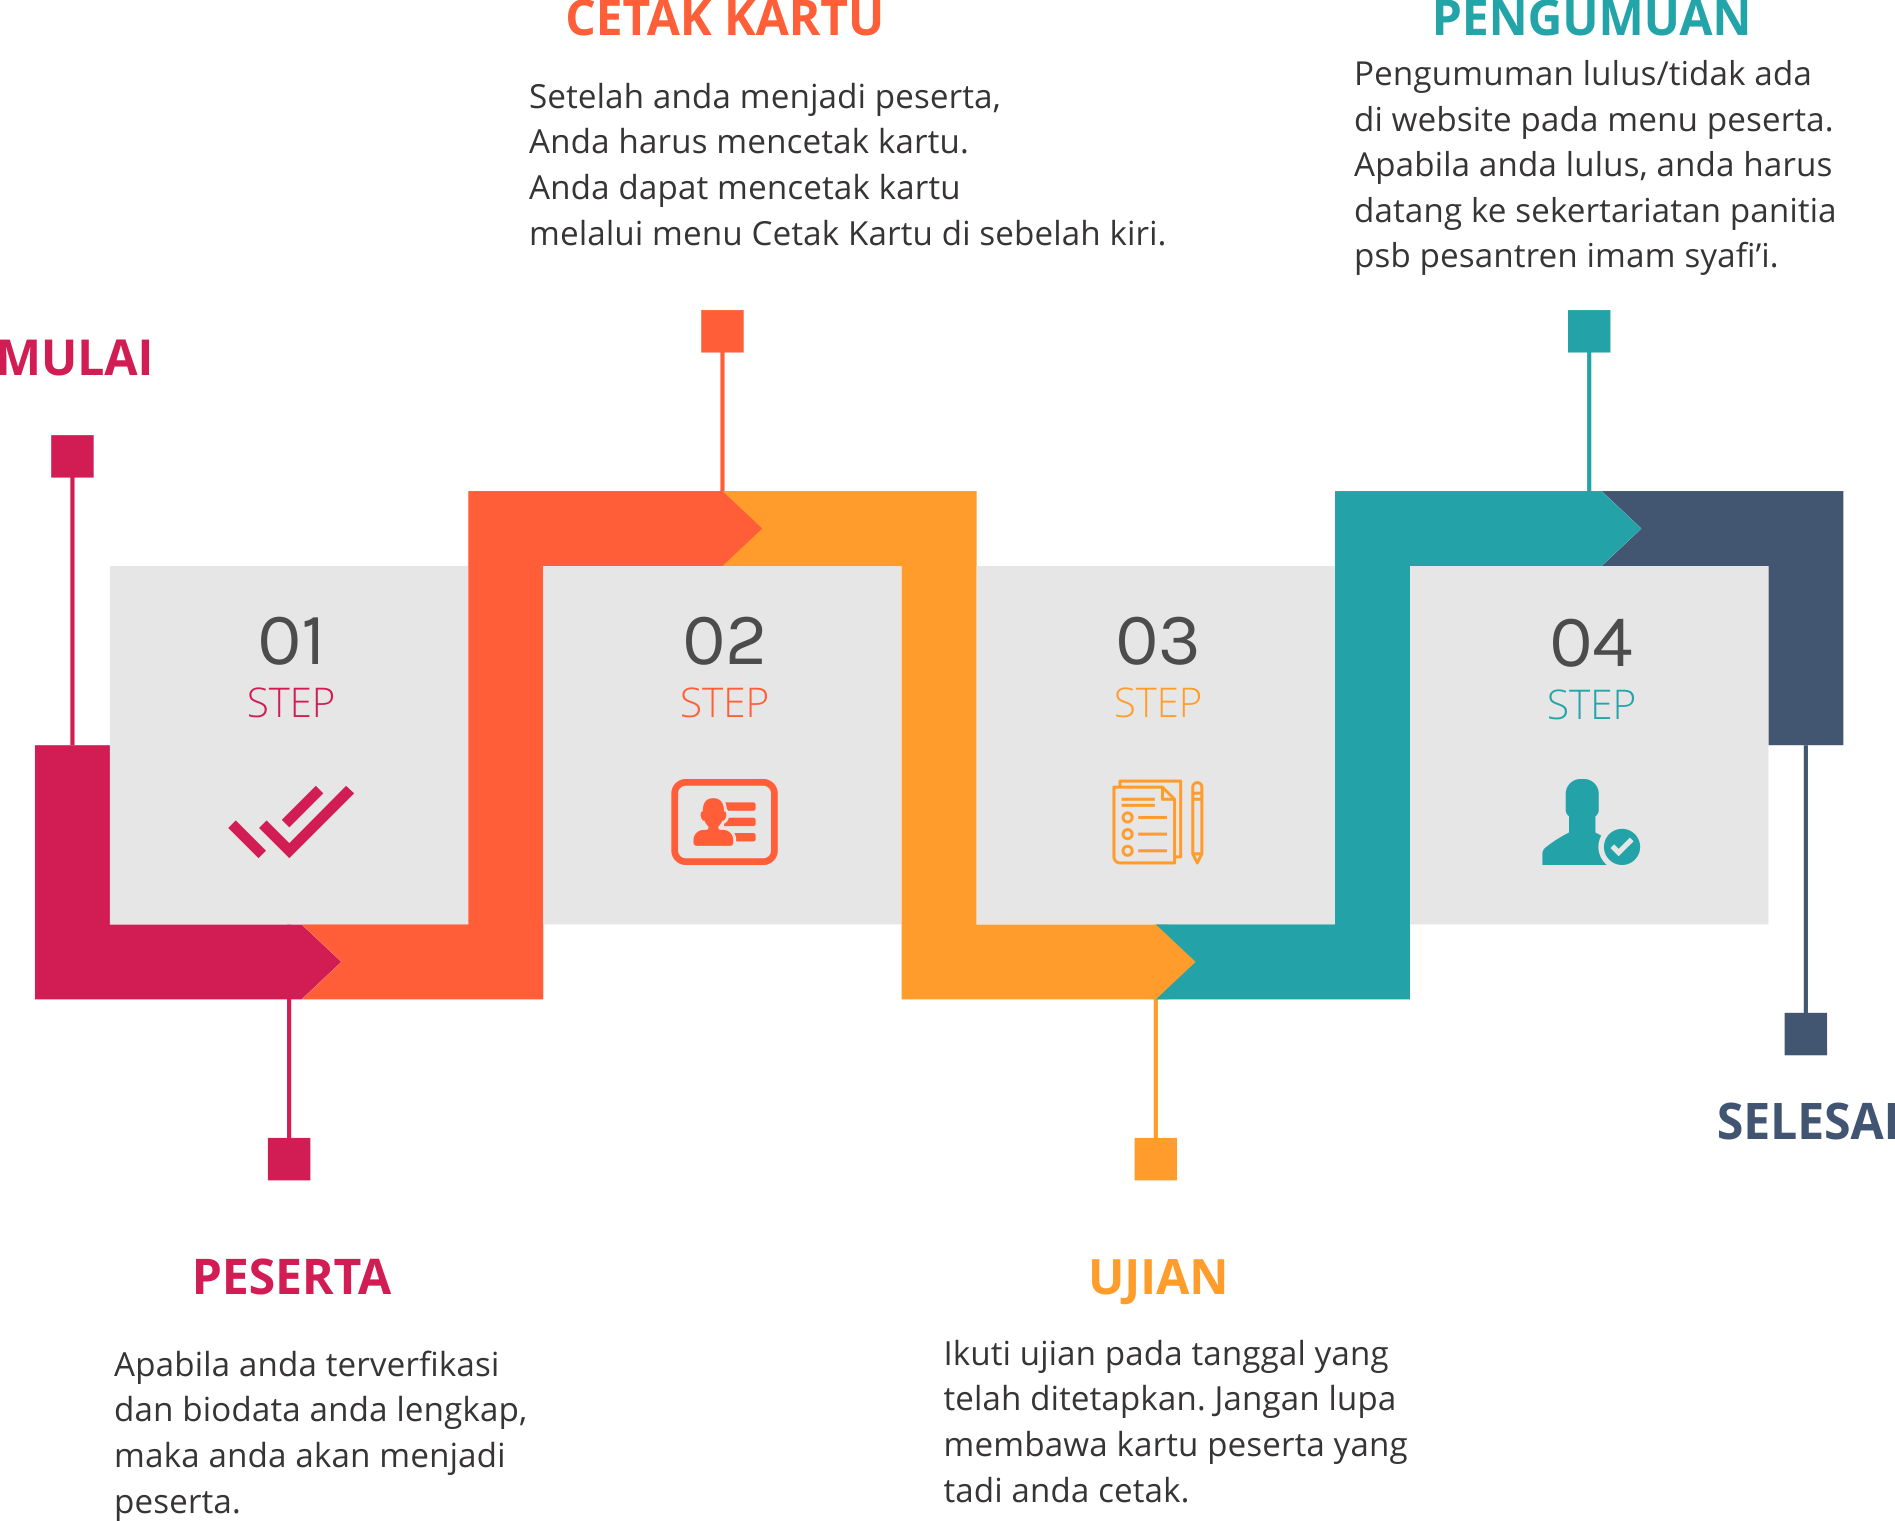 CETAK KARTU
Setelah anda menjadi peserta,
Anda harus mencetak kartu.
Anda dapat mencetak kartu
melalui menu Cetak Kartu di sebelah kiri.
PENGUMUAN
Pengumuman lulus/tidak ada
di website pada menu peserta.
Apabila anda lulus, anda harus
datang ke sekertariatan panitia
psb pesantren imam syafi’i.
MULAI
01
STEP
02
STEP
03
STEP
04
STEP
SELESAI
PESERTA
Apabila anda terverfikasi
dan biodata anda lengkap,
maka anda akan menjadi
peserta.
UJIAN
Ikuti ujian pada tanggal yang
telah ditetapkan. Jangan lupa
membawa kartu peserta yang
tadi anda cetak.